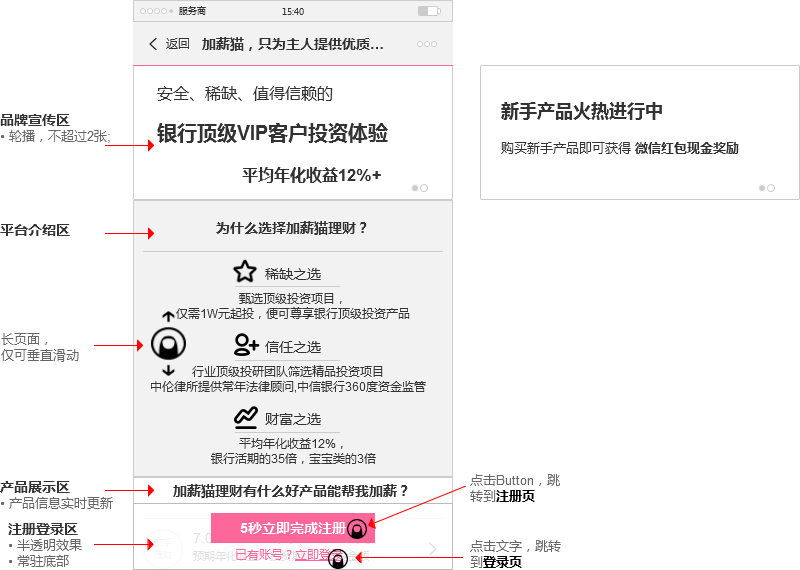 服务商 15:40
返回 加薪猫，只为主人提供优质...
安全、稀缺、值得信赖的
银行顶级VIP客户投资体验
平均年化收益12%+
新手产品火热进行中
购买新手产品即可获得 微信红包现金奖励
品牌宣传区
• 轮播，不超过2张;
平台介绍区
为什么选择加薪猫理财？
稀缺之选
甄选顶级投资项目，
仅需1W元起投，便可尊享银行顶级投资产品
长页面，
仅可垂直滑动
信任之选
行业顶级投研团队筛选精品投资项目
中伦律所提供常年法律顾问,中信银行360度资金监管
财富之选
平均年化收益12%，
银行活期的35倍，宝宝类的3倍
产品展示区
• 产品信息实时更新
加薪猫理财有什么好产品能帮我加薪？
点击Button，跳
转到注册页
注册登录区
• 半透明效果
• 常驻底部
5秒立即完成注册
7.0
已有账号？立即登
预期年化
点击文字，跳转
到登录页